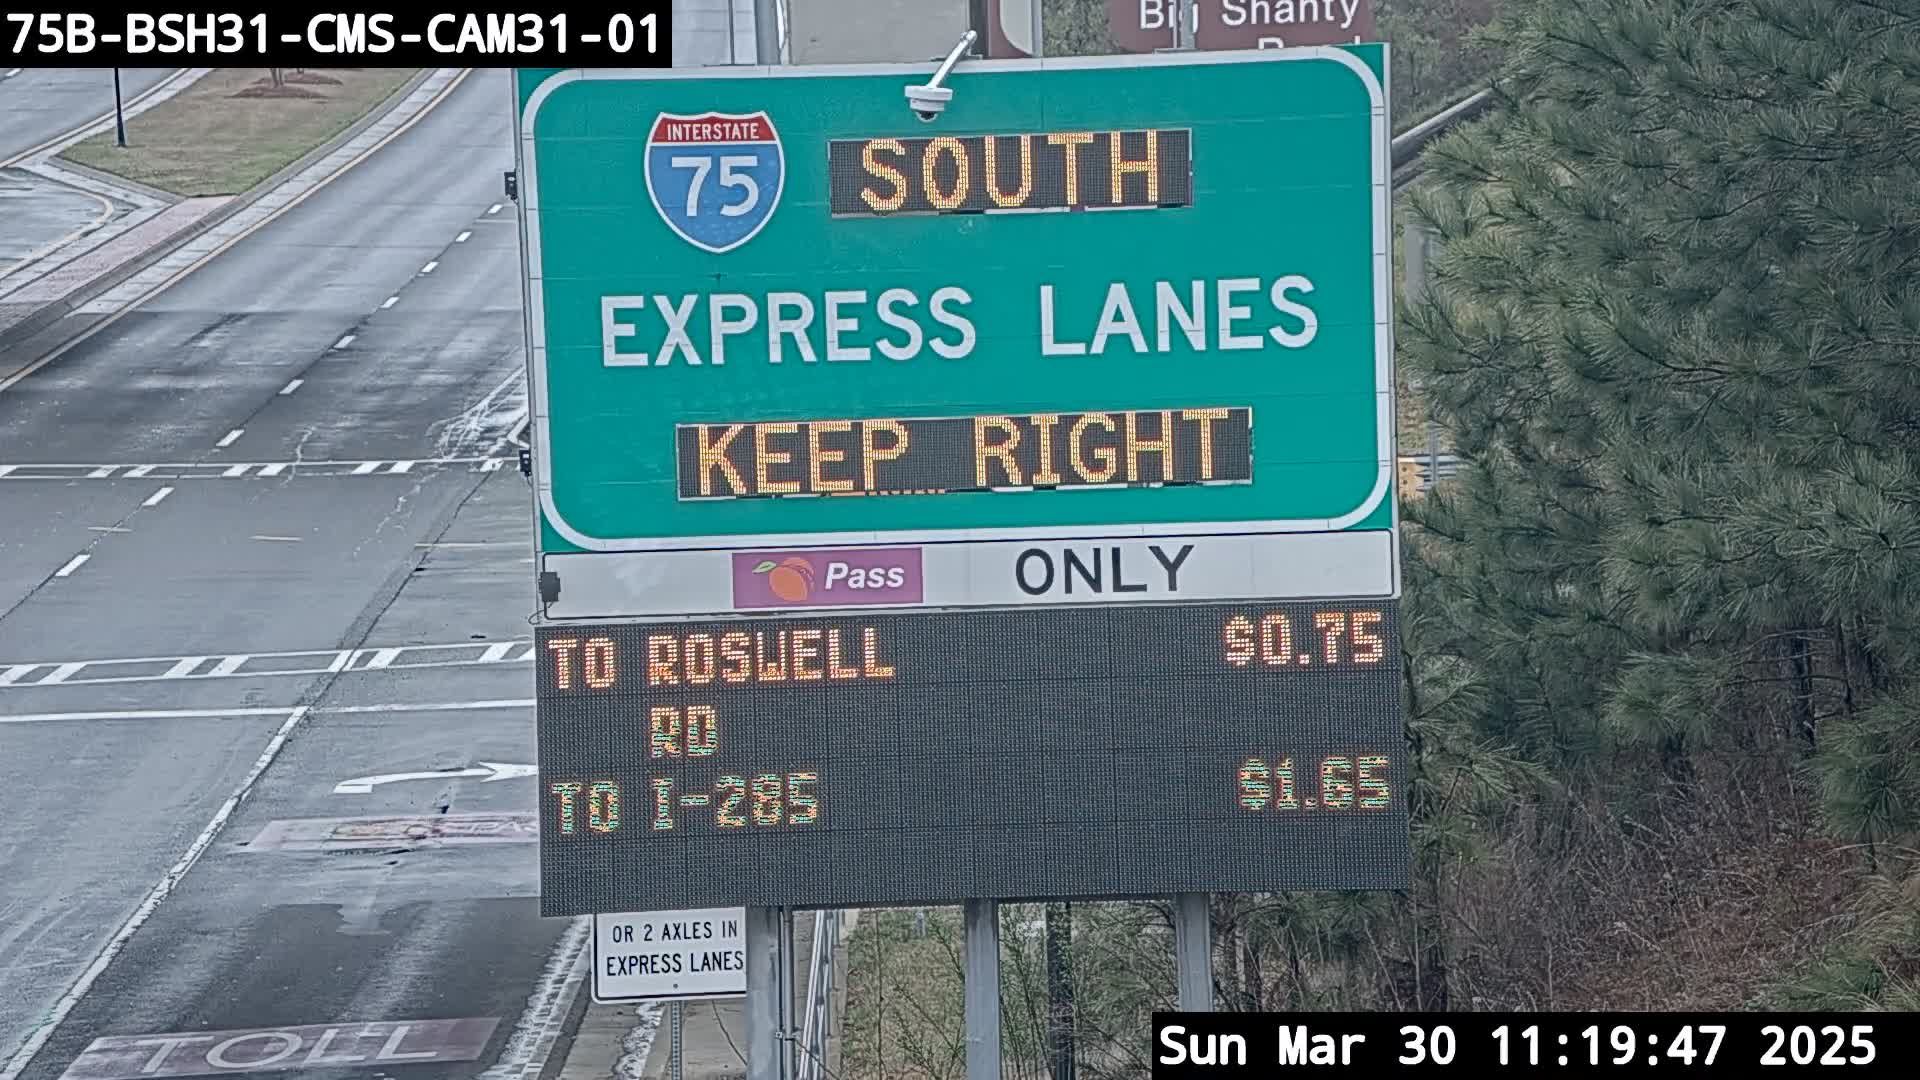 75B-BSH31-CMS-CAM31-01
Big Shanty
INTERSTATE
75
SOUTH
EXPRESS LANES
KEEP RIGHT
Pass
ONLY
TO ROSWELL $0.75
RD
TO I-285 $1.65
OR 2 AXLES IN
EXPRESS LANES
TOLL
Sun Mar 30 11:19:47 2025